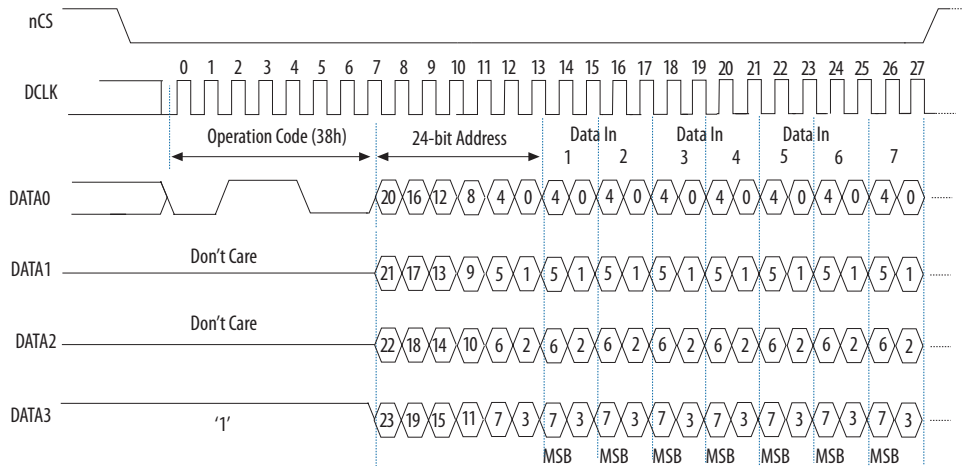 nCS
0 1 2 3 4 5 6 7 8 9 10 11 12 13 14 15 16 17 18 19 20 21 22 23 24 25 26 27
DCLK
Operation Code (38h) 24-bit Address Data In Data In Data In
1 2 3 4 5 6 7
DATA0 20 16 12 8 4 0 4 0 4 0 4 0 4 0 4 0 4 0 4 0
Don't Care
DATA1 21 17 13 9 5 1 5 1 5 1 5 1 5 1 5 1 5 1 5 1
Don't Care
DATA2 22 18 14 10 6 2 6 2 6 2 6 2 6 2 6 2 6 2 6 2
DATA3 '1' 23 19 15 11 7 3 7 3 7 3 7 3 7 3 7 3 7 3 7 3
MSB MSB MSB MSB MSB MSB MSB